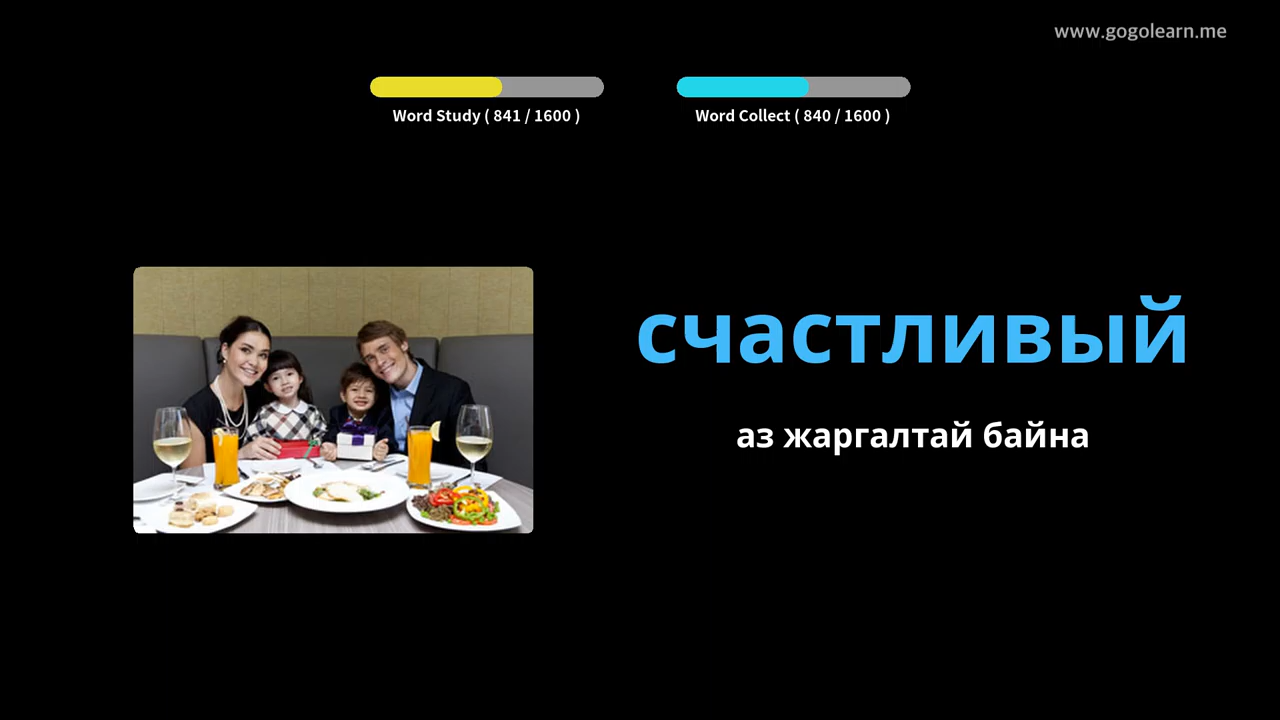 www.gogolearn.me
Word Study ( 841 / 1600 )
Word Collect ( 840 / 1600 )
счастливый
аз жаргалтай байна